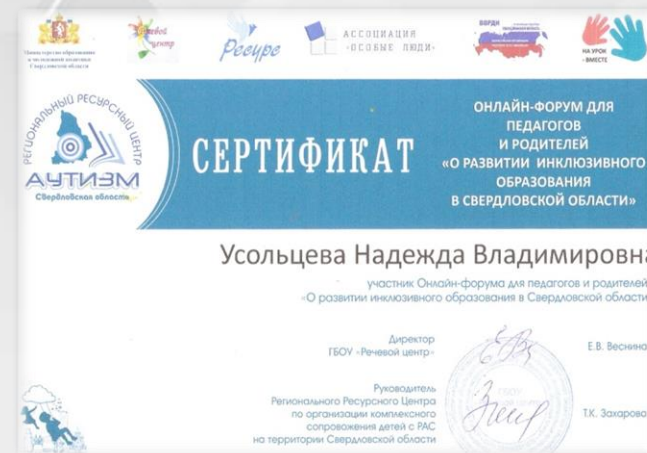 Министерство образования
и молодежной политики
Свердловской области
Речевой
центр
Ресурс
АССОЦИАЦИЯ
«ОСОБЫЕ ЛЮДИ»
ВОРДИ
НА УРОК
- ВМЕСТЕ
РЕГИОНАЛЬНЫЙ РЕСУРСНЫЙ ЦЕНТР
АУТИЗМ
Свердловская область
СЕРТИФИКАТ
ОНЛАЙН-ФОРУМ ДЛЯ
ПЕДАГОГОВ
И РОДИТЕЛЕЙ
«О РАЗВИТИИ ИНКЛЮЗИВНОГО
ОБРАЗОВАНИЯ
В СВЕРДЛОВСКОЙ ОБЛАСТИ»
Усольцева Надежда Владимировна
участник Онлайн-форума для педагогов и родителей
«О развитии инклюзивного образования в Свердловской области
Директор
ГБОУ «Речевой центр»
Е.В. Веснина
Руководитель
Регионального Ресурсного Центра
по организации комплексного
сопровождения детей с РАС
на территории Свердловской области
Т.К. Захарова